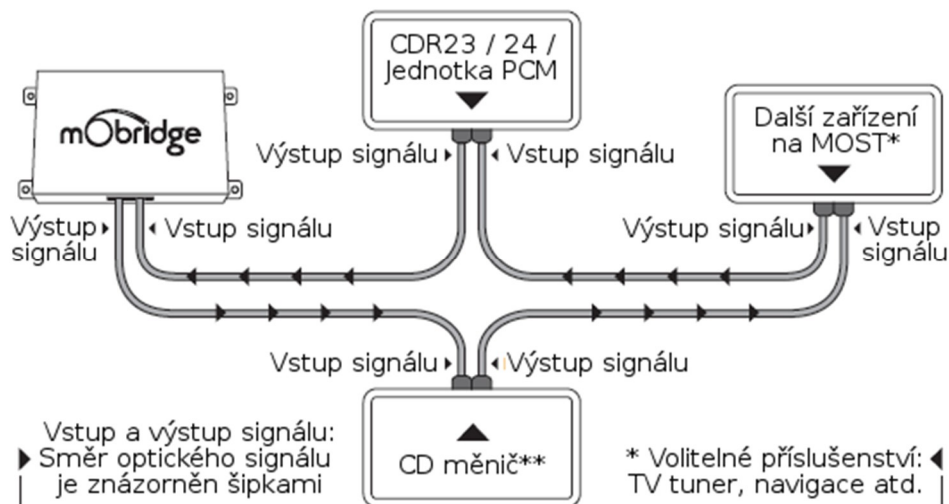 CDR23 / 24 /
Jednotka PCM
mObridge
Další zařízení
na MOST*
Výstup signálu
Vstup signálu
Výstup
signálu
Vstup signálu
Výstup
signálu
Vstup
signálu
Vstup signálu
Výstup signálu
CD měnič**
Vstup a výstup signálu:
Směr optického signálu
je znázorněn šipkami
* Volitelné příslušenství:
TV tuner, navigace atd.